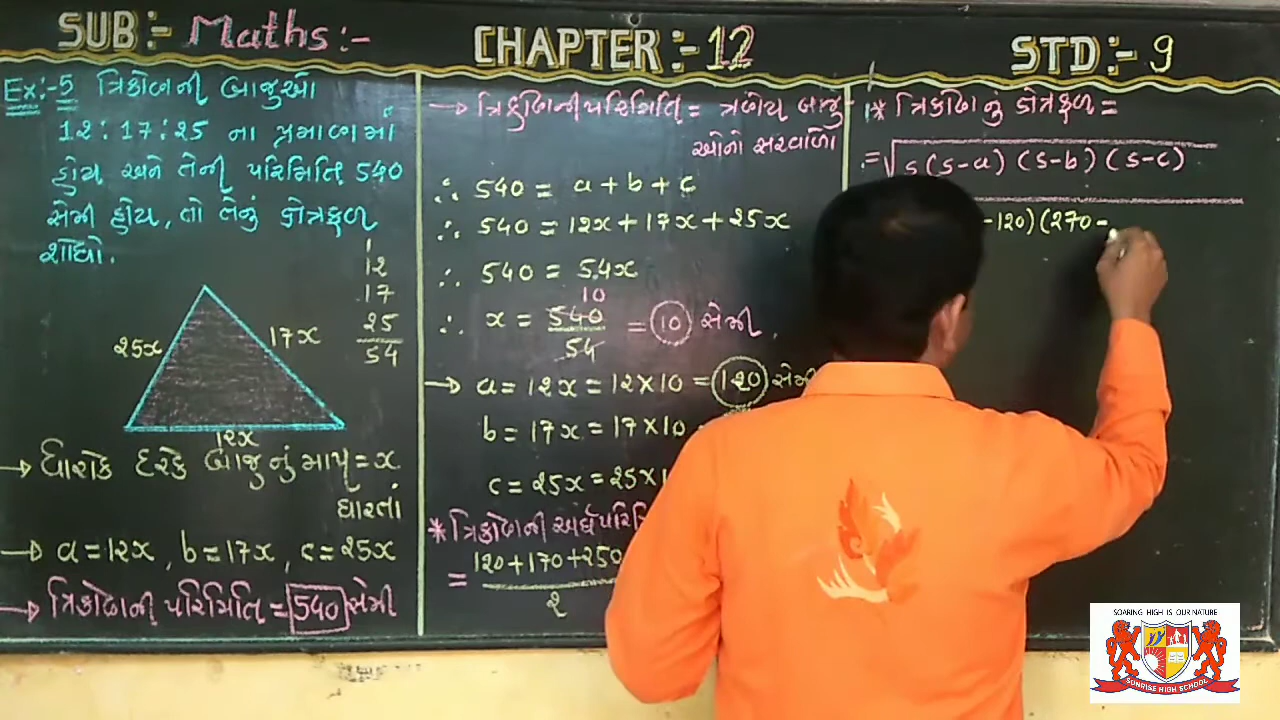 SUB:- Maths:-
CHAPTER:-12
STD:- 9
Ex:-5 ત્રિકોણની બાજુઓ
12:17:25 ના પ્રમાણમાં
હોય અને તેની પરિમિતિ 540
સેમી હોય, તો તેનું ક્ષેત્રફળ
શોધો.
1
12
17
25
54
25x
17x
12x
→ ધારોકે દરેક બાજુનું માપ = x
ધારતાં
→ a=12x , b=17x , c=25x
→ ત્રિકોણની પરિમિતિ = 540 સેમી
→ ત્રિકોણની પરિમિતિ = ત્રણેય બાજુ-
ઓનો સરવાળો
∴ 540 = a+b+c
∴ 540 = 12x+17x+25x
∴ 540 = 54x
10
∴ x = 540/54 = 10 સેમી
→ a=12x=12×10=120 સેમી
b=17x=17×10
c=25x=25×1
* ત્રિકોણની અર્ધપરિમિ
= 120+170+250
2
* ત્રિકોણનું ક્ષેત્રફળ =
= √s(s-a)(s-b)(s-c)
-120)(270-
SOARING HIGH IS OUR NATURE
SUNRISE HIGH SCHOOL